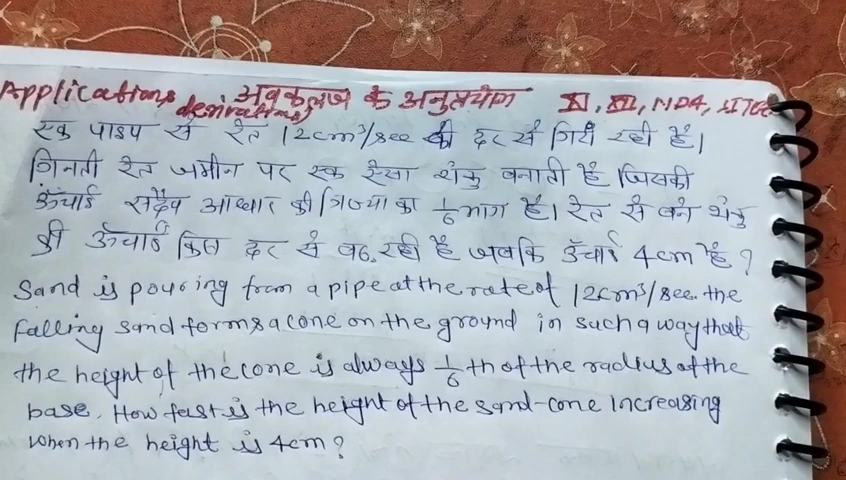 Applications derivatives अवकलज के अनुप्रयोग XI, XII, NDA, IIT JEE
एक पाइप से रेत 12cm³/sec की दर से गिर रही है।
गिरती रेत जमीन पर एक ऐसा शंकु बनाती है जिसकी
ऊँचाई सदैव आधार की त्रिज्या का 1/6 भाग है। रेत से बने शंकु
की ऊँचाई किस दर से बढ़ रही है जबकि ऊँचाई 4cm है?
Sand is pouring from a pipe at the rate of 12cm³/sec. the
falling sand forms a cone on the ground in such a way that
the height of the cone is always 1/6 th of the radius of the
base. How fast is the height of the sand-cone increasing
when the height is 4cm?